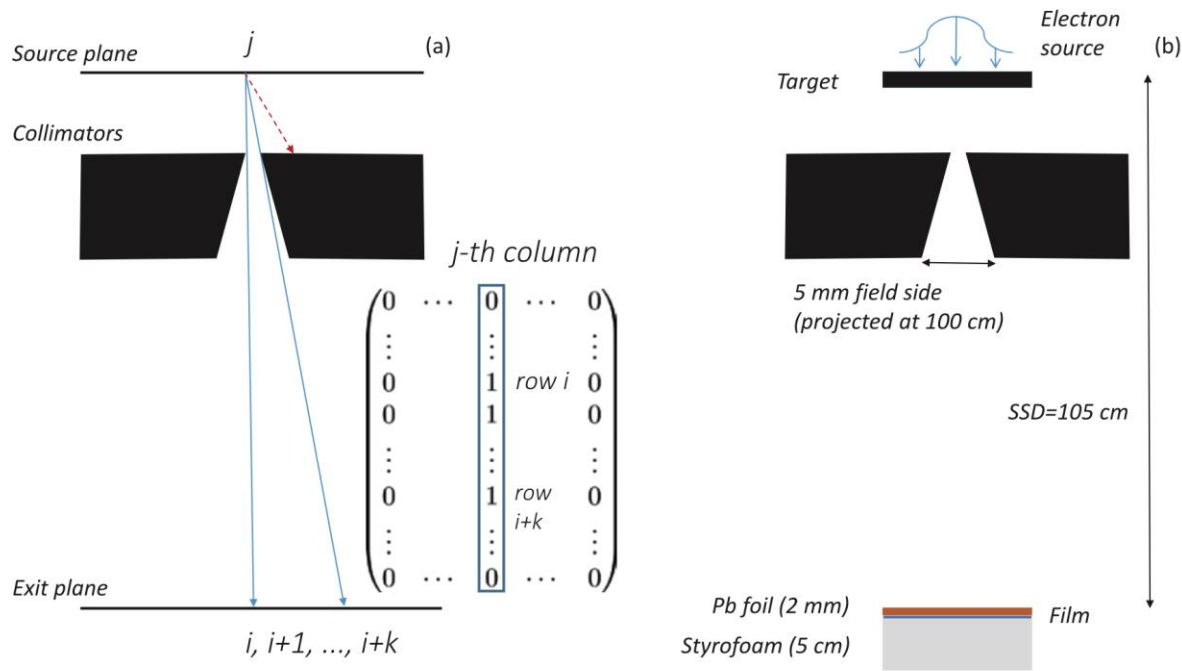 Source plane
j
(a)
Collimators
j-th column
0 ⋯ 0 ⋯ 0
⋮ ⋮ ⋮
0 1 row i 0
0 1 0
⋮ ⋮ ⋮
0 1 row 0
i+k
⋮ ⋮ ⋮
0 ⋯ 0 ⋯ 0
Exit plane
i, i+1, ..., i+k
Electron
source
(b)
Target
5 mm field side
(projected at 100 cm)
SSD=105 cm
Pb foil (2 mm)
Film
Styrofoam (5 cm)